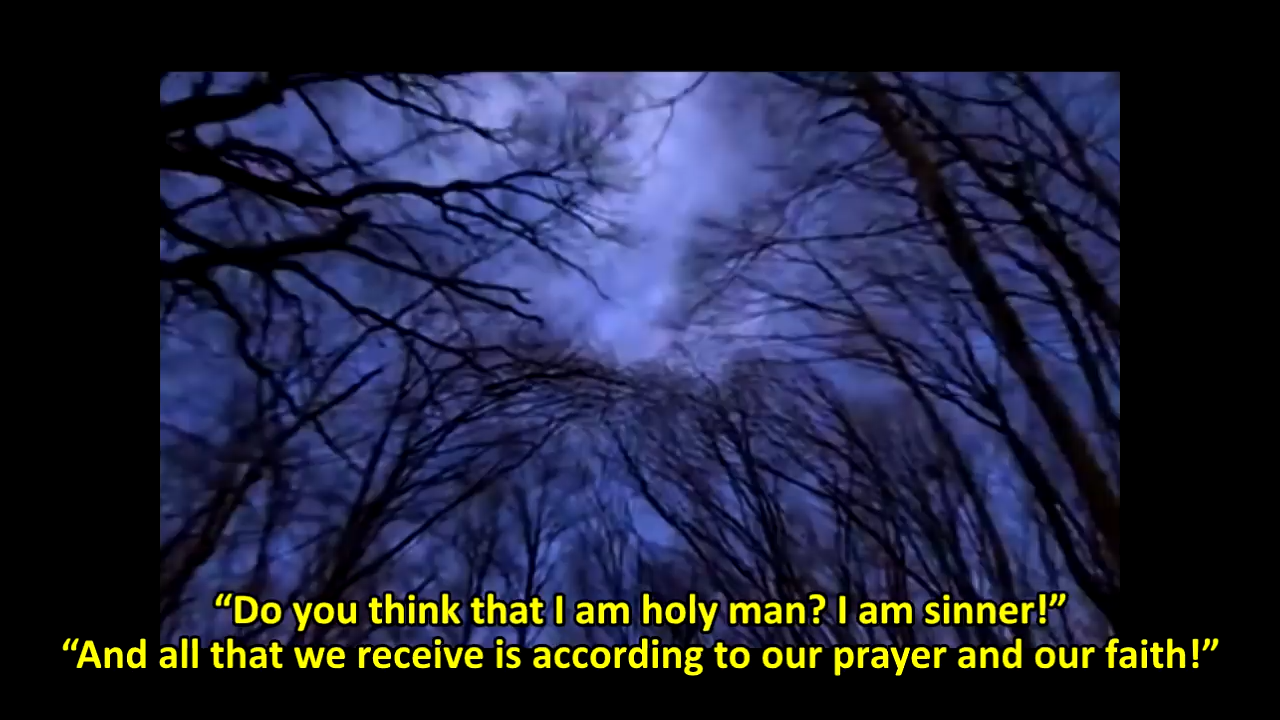 “Do you think that I am holy man? I am sinner!”
“And all that we receive is according to our prayer and our faith!”